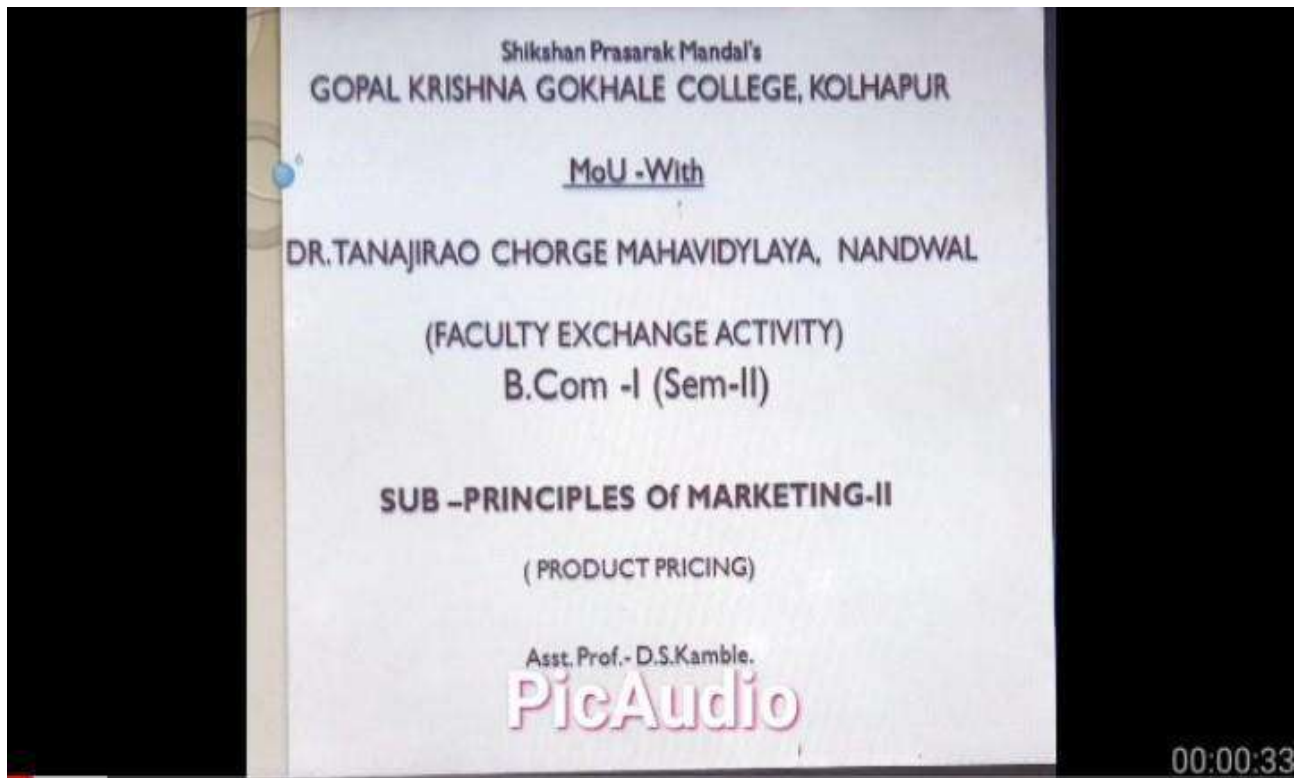 Shikshan Prasarak Mandal's
GOPAL KRISHNA GOKHALE COLLEGE, KOLHAPUR
MoU -With
DR.TANAJIRAO CHORGE MAHAVIDYLAYA, NANDWAL
(FACULTY EXCHANGE ACTIVITY)
B.Com -I (Sem-II)
SUB –PRINCIPLES Of MARKETING-II
( PRODUCT PRICING)
Asst. Prof.- D.S.Kamble.
PicAudio
00:00:33